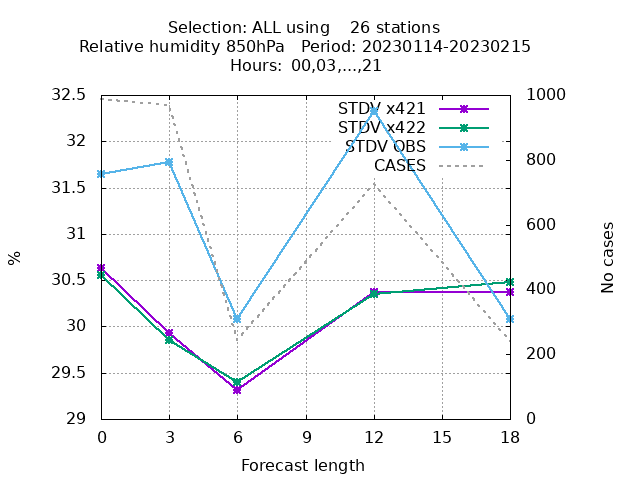 Selection: ALL using    26 stations
Relative humidity 850hPa   Period: 20230114-20230215
Hours:  00,03,...,21
32.5
32
31.5
31
30.5
30
29.5
29
%
1000
800
600
400
200
0
No cases
STDV x421
STDV x422
STDV OBS
CASES
0 3 6 9 12 15 18
Forecast length